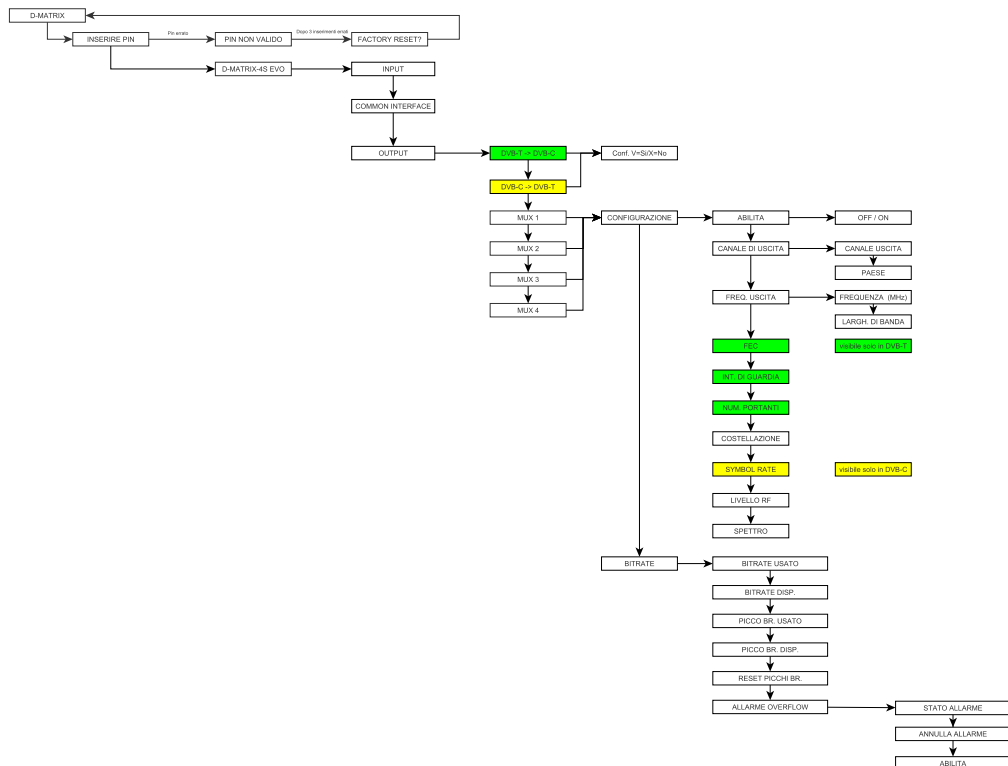 D-MATRIX
INSERIRE PIN
Pin errato
PIN NON VALIDO
Dopo 3 inserimenti errati
FACTORY RESET?
D-MATRIX-4S EVO
INPUT
COMMON INTERFACE
OUTPUT
DVB-T -> DVB-C
Conf. V=Si/X=No
DVB-C -> DVB-T
MUX 1
CONFIGURAZIONE
ABILITA
OFF / ON
MUX 2
CANALE DI USCITA
CANALE USCITA
PAESE
MUX 3
FREQ. USCITA
FREQUENZA (MHz)
MUX 4
LARGH. DI BANDA
FEC
visibile solo in DVB-T
INT. DI GUARDIA
NUM. PORTANTI
COSTELLAZIONE
SYMBOL RATE
visibile solo in DVB-C
LIVELLO RF
SPETTRO
BITRATE
BITRATE USATO
BITRATE DISP.
PICCO BR. USATO
PICCO BR. DISP.
RESET PICCHI BR.
ALLARME OVERFLOW
STATO ALLARME
ANNULLA ALLARME
ABILITA